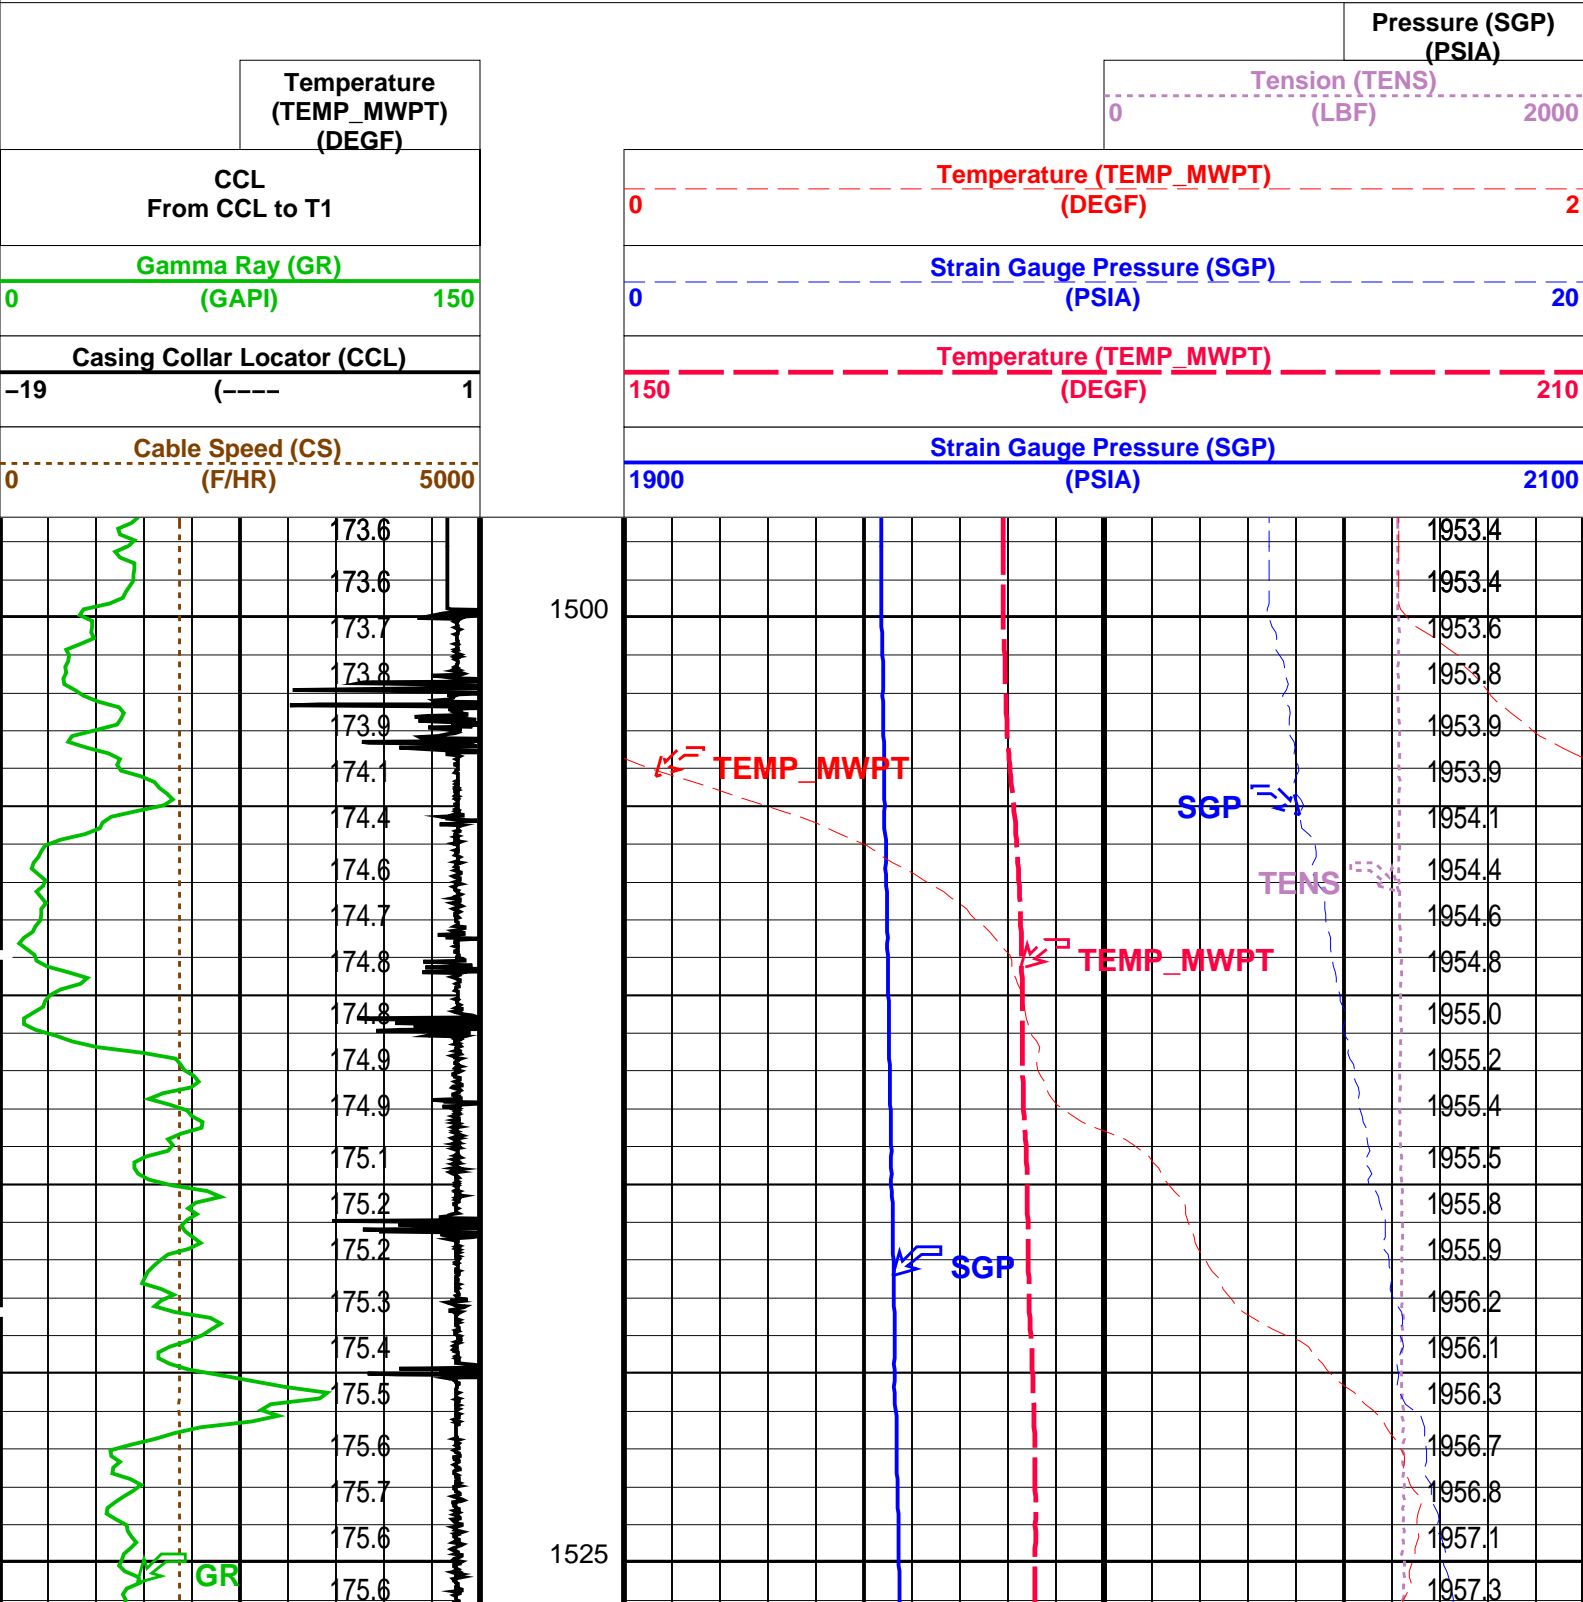 Pressure (SGP)
(PSIA)
Temperature
(TEMP_MWPT)
(DEGF)
Tension (TENS)
0 (LBF) 2000
CCL
From CCL to T1
Temperature (TEMP_MWPT)
0 (DEGF) 2
Gamma Ray (GR)
0 (GAPI) 150
Strain Gauge Pressure (SGP)
0 (PSIA) 20
Casing Collar Locator (CCL)
–19 (–––– 1
Temperature (TEMP_MWPT)
150 (DEGF) 210
Cable Speed (CS)
0 (F/HR) 5000
Strain Gauge Pressure (SGP)
1900 (PSIA) 2100
173.6 1953.4
173.6 1953.4
1500
173.7 1953.6
173.8 1953.8
173.9 1953.9
174.1 TEMP_MWPT 1953.9
SGP
174.4 1954.1
174.6 1954.4
TENS
174.7 1954.6
174.8 TEMP_MWPT 1954.8
174.8 1955.0
174.9 1955.2
174.9 1955.4
175.1 1955.5
175.2 1955.8
175.2 1955.9
SGP
175.3 1956.2
175.4 1956.1
175.5 1956.3
175.6 1956.7
175.7 1956.8
175.6 1957.1
1525
GR
175.6 1957.3